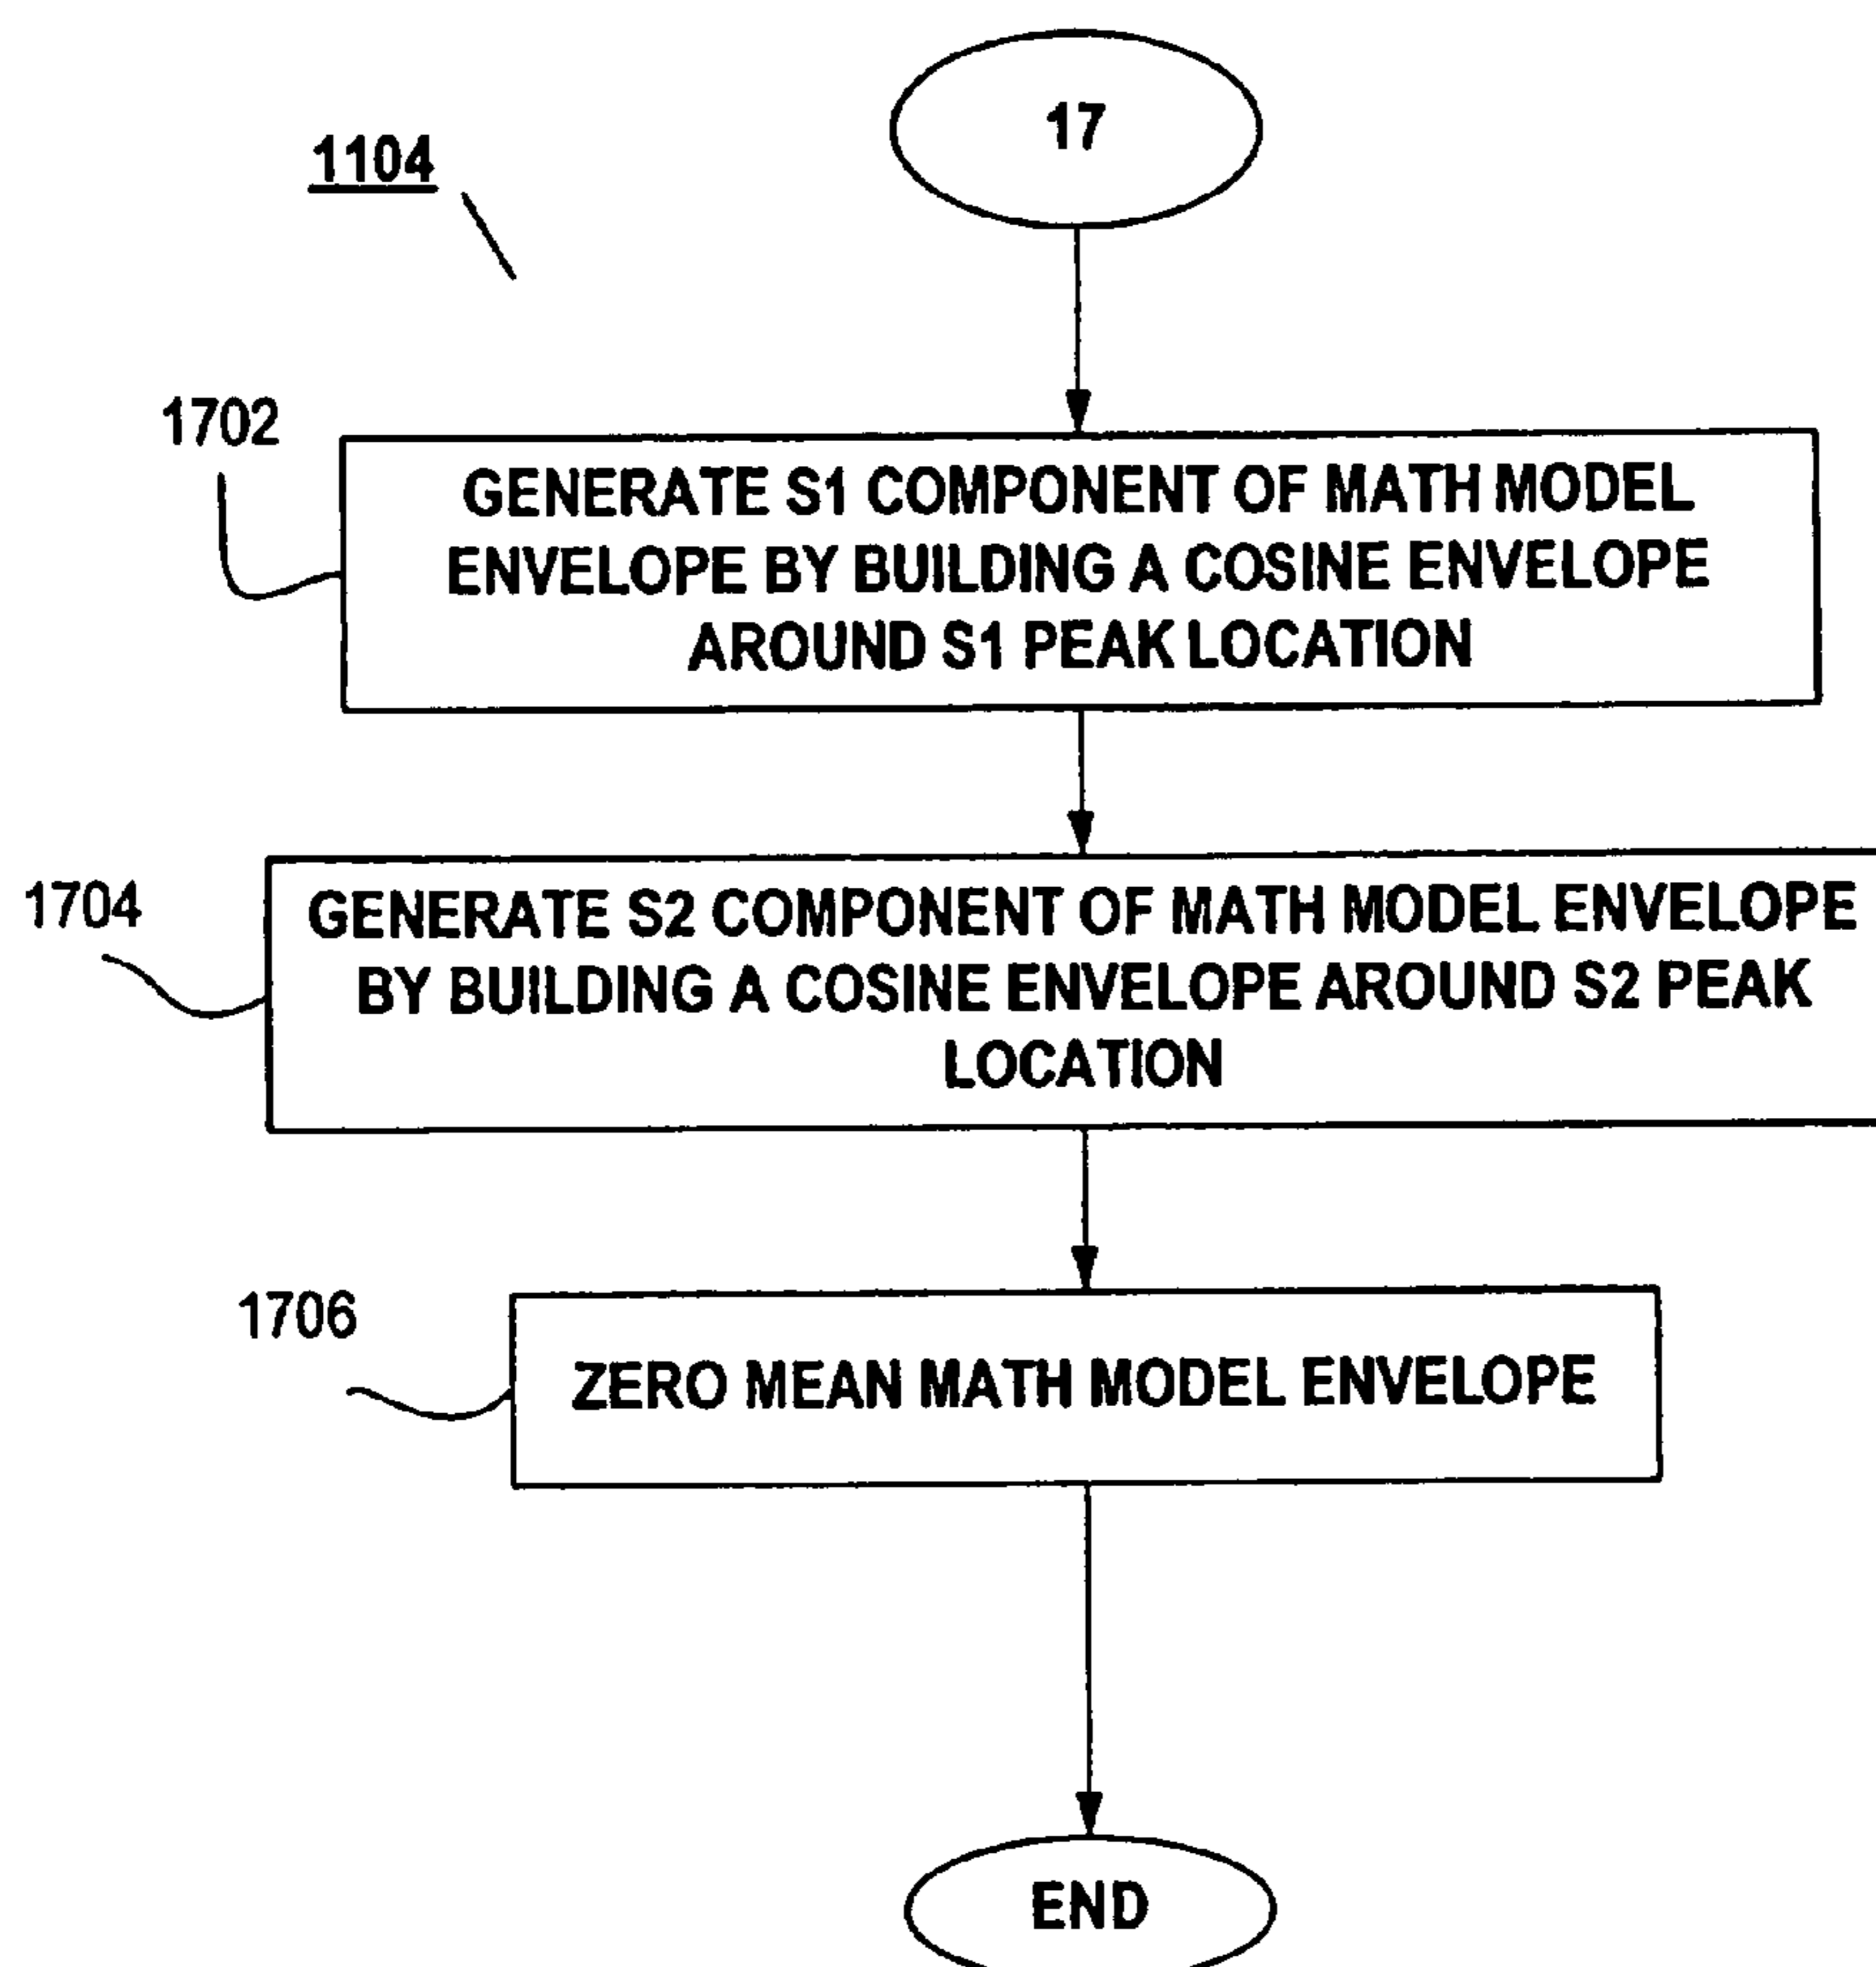 17
1104
1702
GENERATE S1 COMPONENT OF MATH MODEL
ENVELOPE BY BUILDING A COSINE ENVELOPE
AROUND S1 PEAK LOCATION
1704
GENERATE S2 COMPONENT OF MATH MODEL ENVELOPE
BY BUILDING A COSINE ENVELOPE AROUND S2 PEAK
LOCATION
1706
ZERO MEAN MATH MODEL ENVELOPE
END